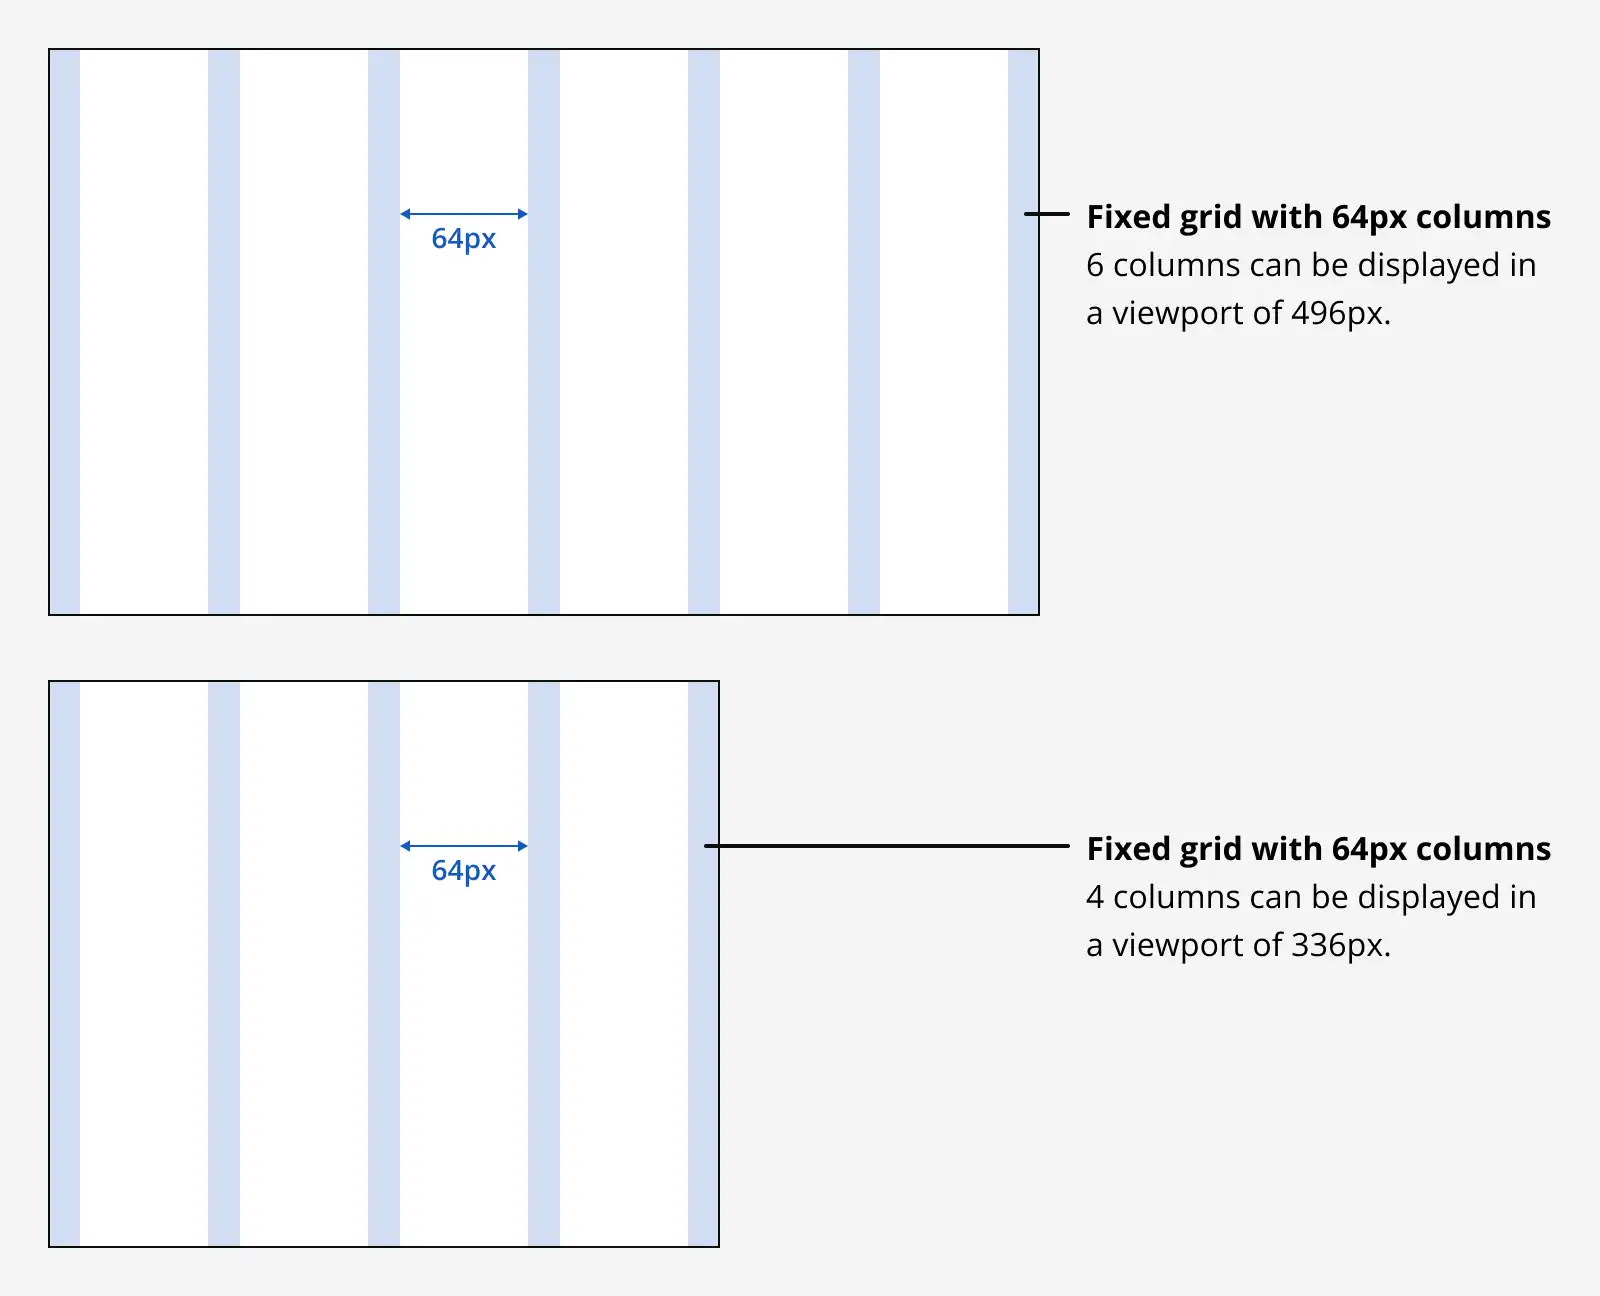 64px
Fixed grid with 64px columns
6 columns can be displayed in
a viewport of 496px.
64px
Fixed grid with 64px columns
4 columns can be displayed in
a viewport of 336px.